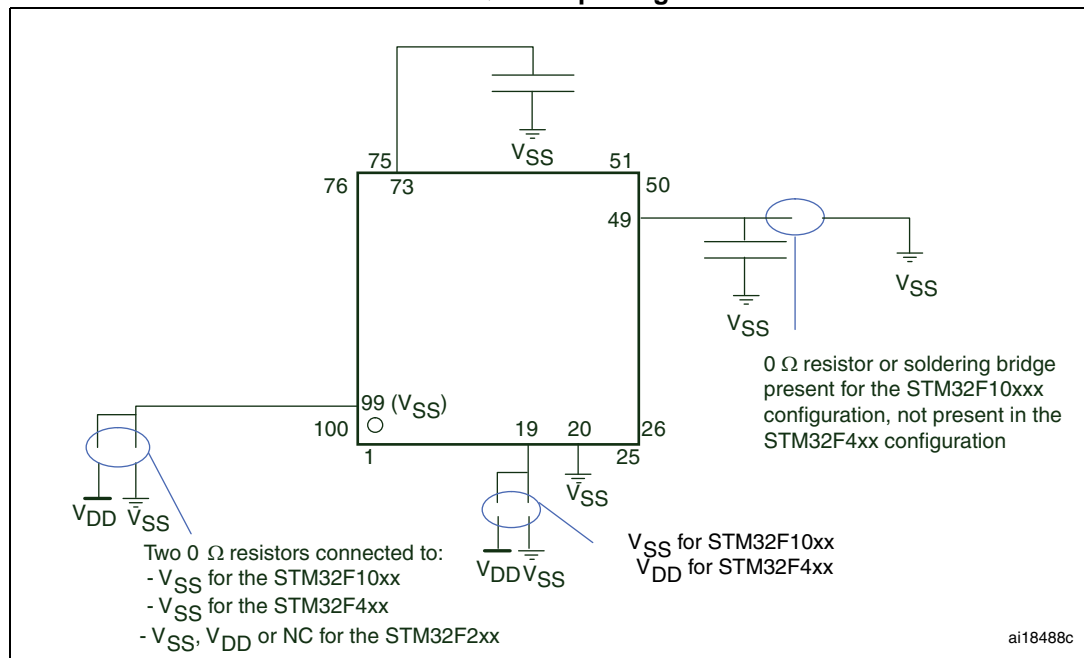 VSS
75
51
76
73
50
49
VSS
VSS
0 Ω resistor or soldering bridge
present for the STM32F10xxx
configuration, not present in the
STM32F4xx configuration
99 (VSS)
100
19
20
26
1
25
VDD
VSS
VSS
Two 0 Ω resistors connected to:
- VSS for the STM32F10xx
- VSS for the STM32F4xx
- VSS, VDD or NC for the STM32F2xx
VDD
VSS
VSS for STM32F10xx
VDD for STM32F4xx
ai18488c